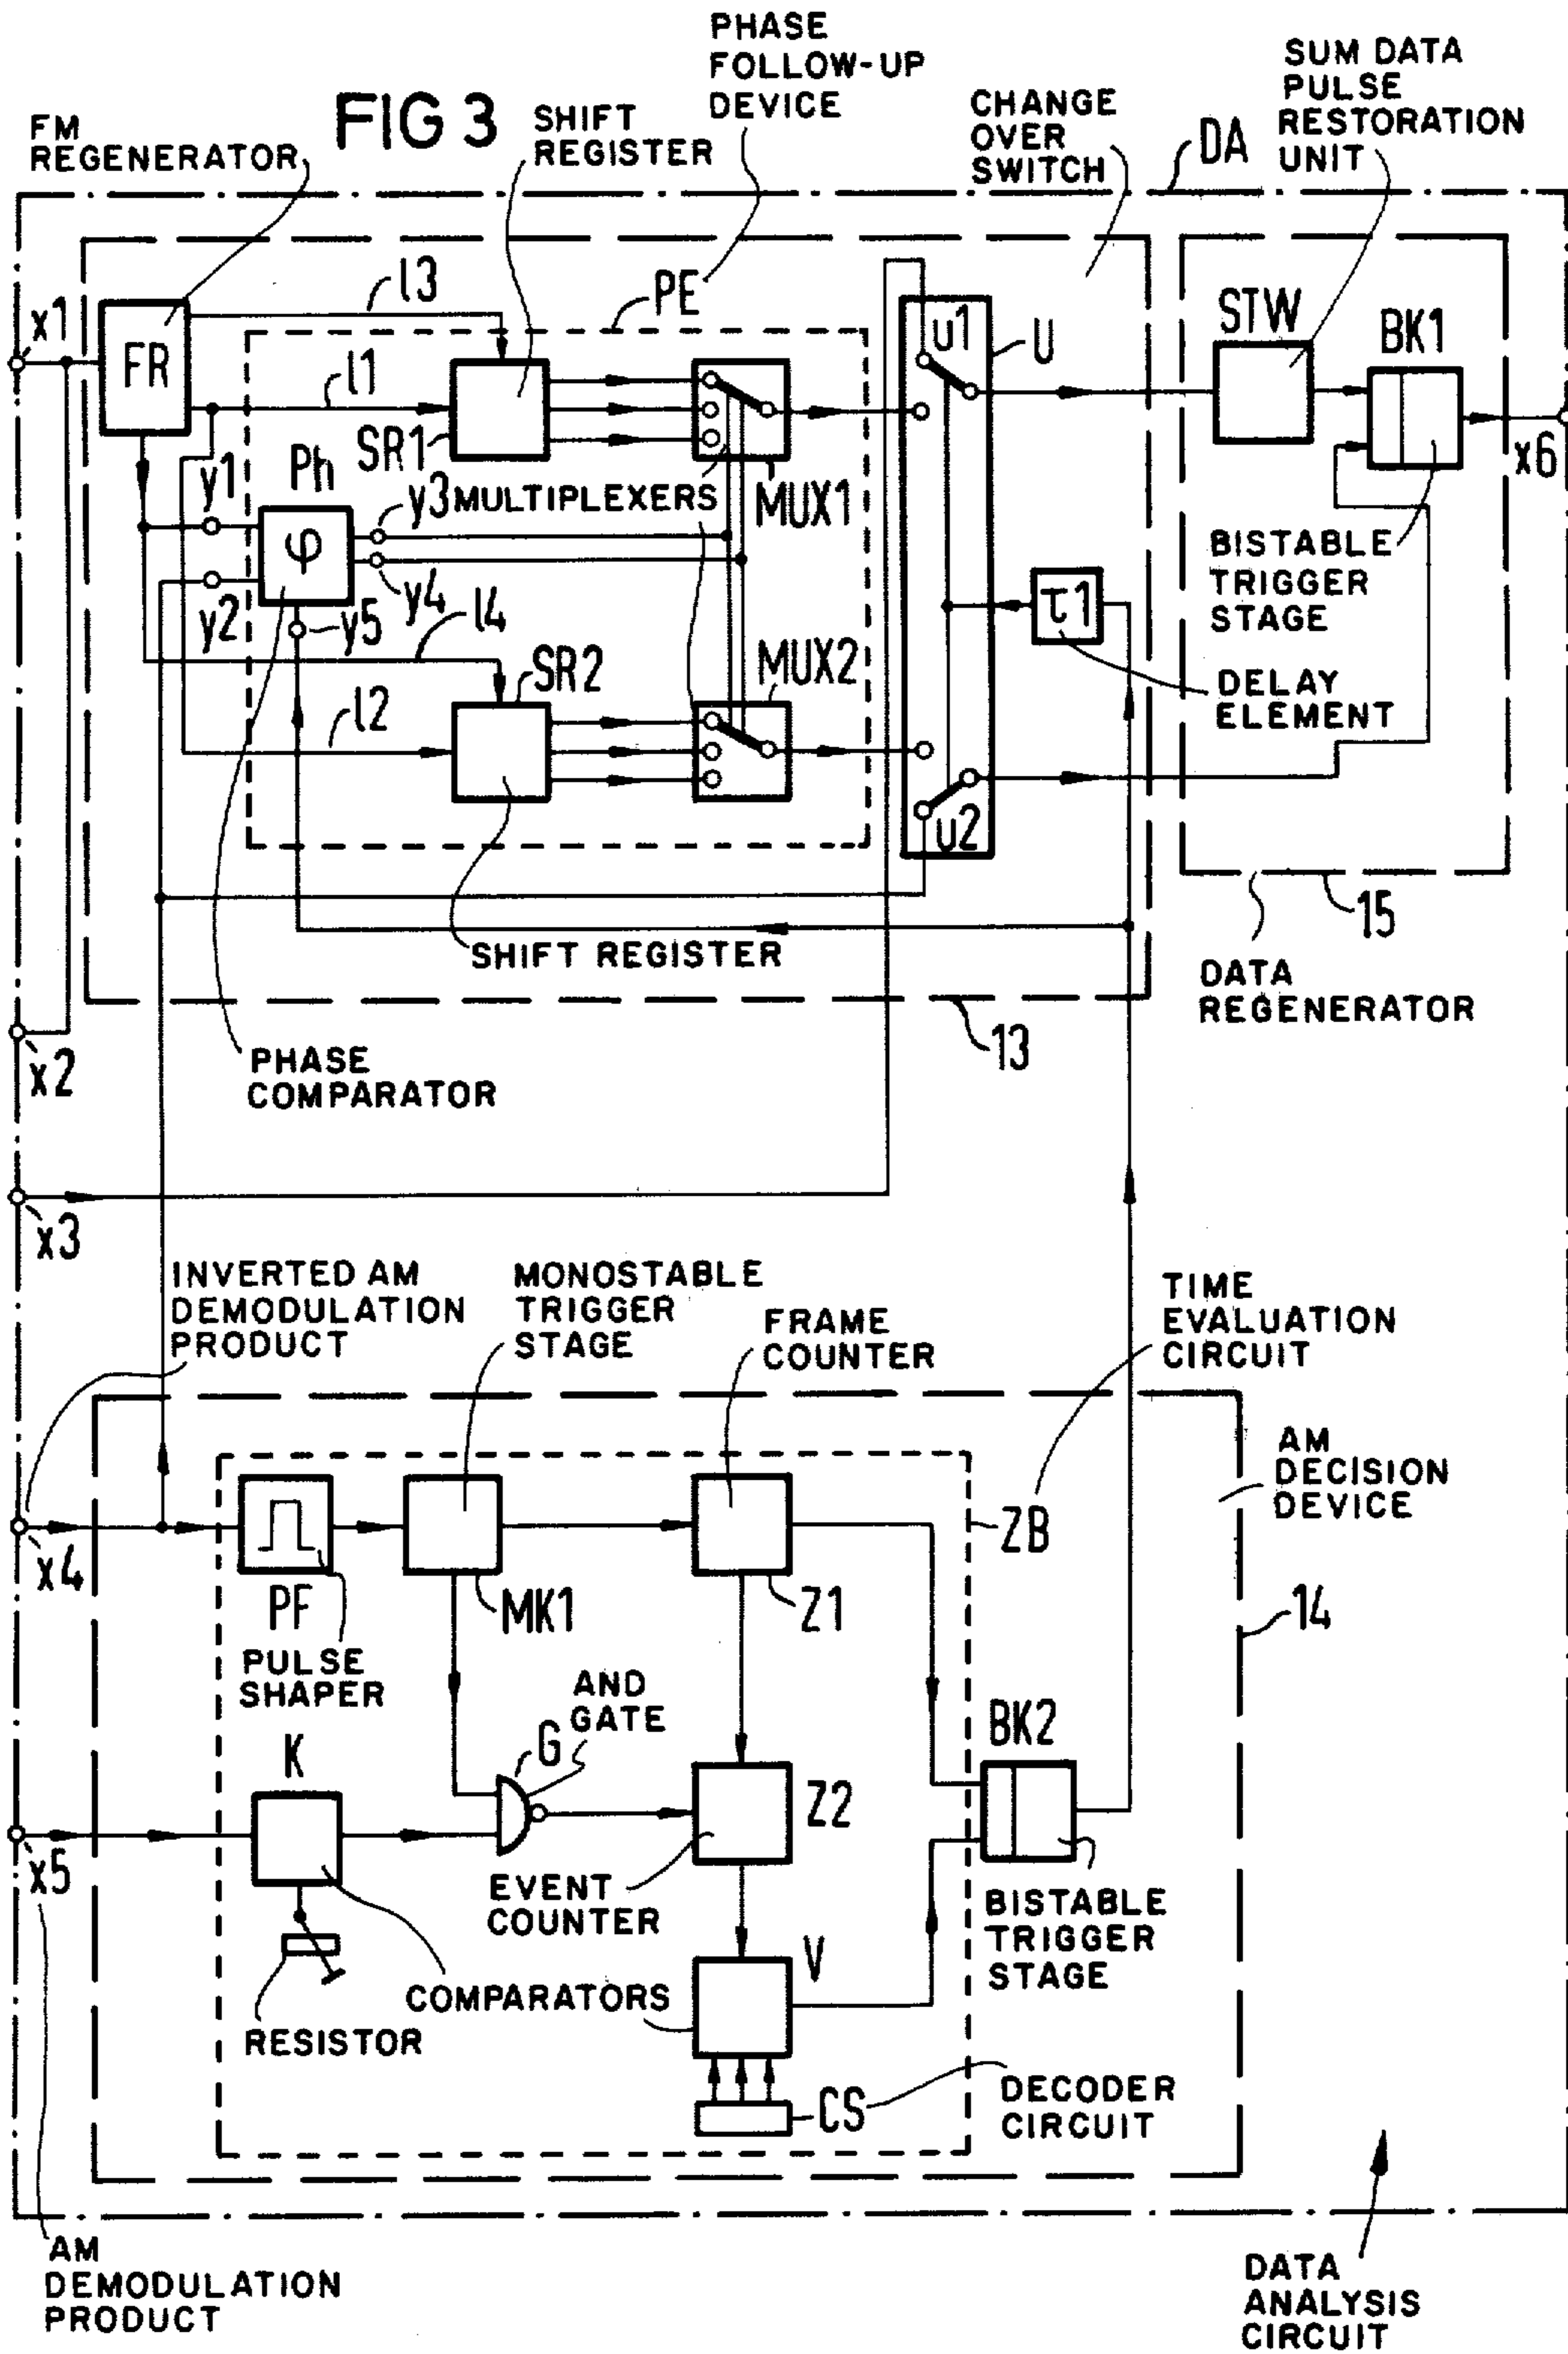 FIG 3
FM
REGENERATOR
SHIFT
REGISTER
PHASE
FOLLOW-UP
DEVICE
CHANGE
OVER
SWITCH
DA
SUM DATA
PULSE
RESTORATION
UNIT
x1
FR
l3
PE
l1
SR1
MUX1
u1
U
STW
BK1
x6
y1
Ph
φ
y3
MULTIPLEXERS
y4
y2
y5
l4
τ1
BISTABLE
TRIGGER
STAGE
SR2
MUX2
l2
DELAY
ELEMENT
u2
SHIFT REGISTER
15
DATA
REGENERATOR
13
x2
PHASE
COMPARATOR
x3
INVERTED AM
DEMODULATION
PRODUCT
MONOSTABLE
TRIGGER
STAGE
FRAME
COUNTER
TIME
EVALUATION
CIRCUIT
AM
DECISION
DEVICE
x4
PF
MK1
Z1
ZB
14
PULSE
SHAPER
AND
GATE
G
K
Z2
BK2
x5
EVENT
COUNTER
BISTABLE
TRIGGER
STAGE
V
COMPARATORS
RESISTOR
CS
DECODER
CIRCUIT
AM
DEMODULATION
PRODUCT
DATA
ANALYSIS
CIRCUIT